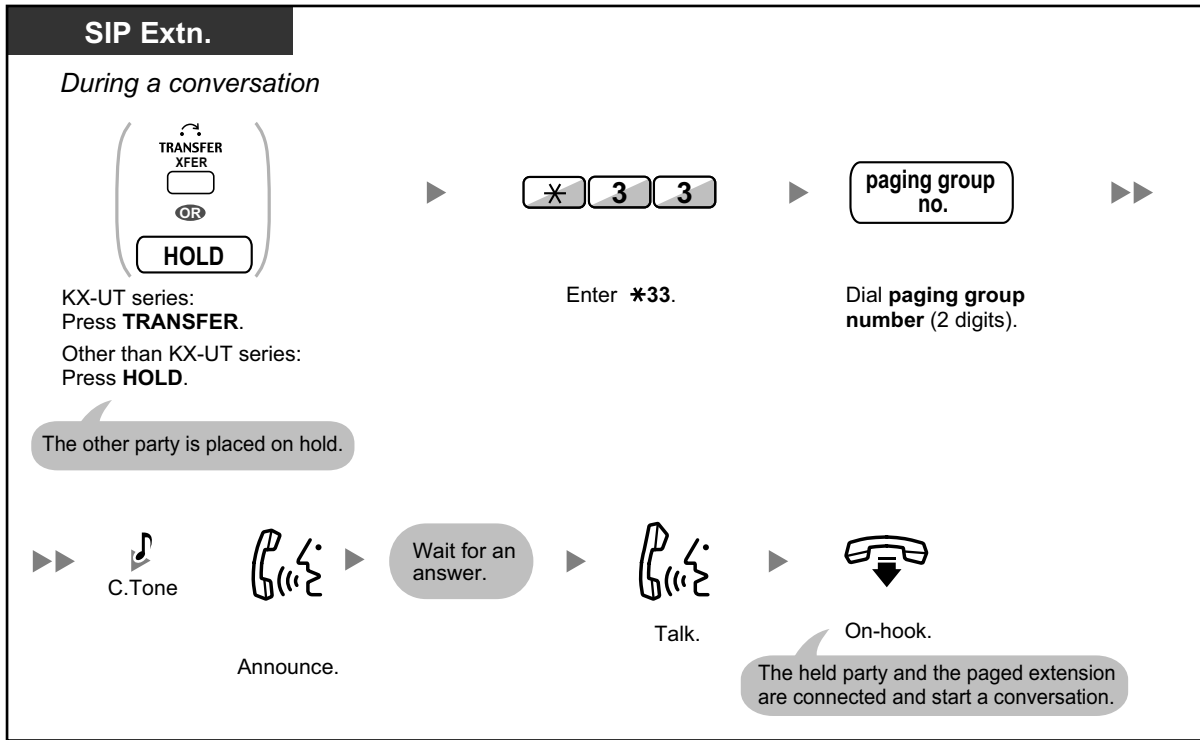 SIP Extn.
During a conversation
TRANSFER
XFER
OR
HOLD
KX-UT series:
Press TRANSFER.
Other than KX-UT series:
Press HOLD.
The other party is placed on hold.
✳ 3 3
Enter ✳33.
paging group
no.
Dial paging group
number (2 digits).
C.Tone
Announce.
Wait for an
answer.
Talk.
On-hook.
The held party and the paged extension
are connected and start a conversation.